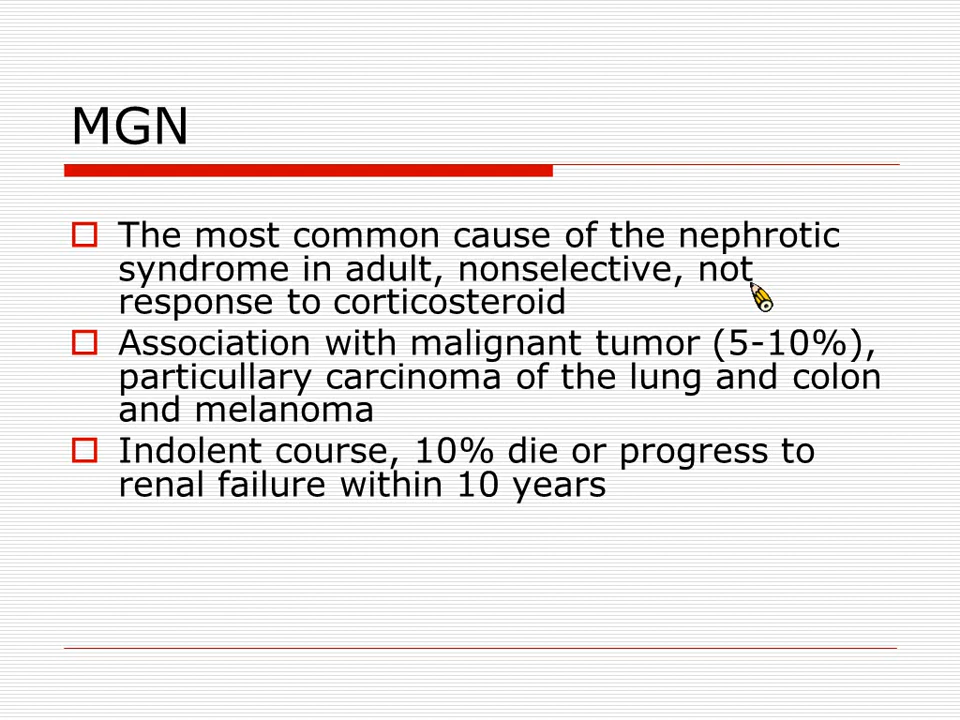 MGN
The most common cause of the nephrotic
syndrome in adult, nonselective, not
response to corticosteroid
Association with malignant tumor (5-10%),
particullary carcinoma of the lung and colon
and melanoma
Indolent course, 10% die or progress to
renal failure within 10 years